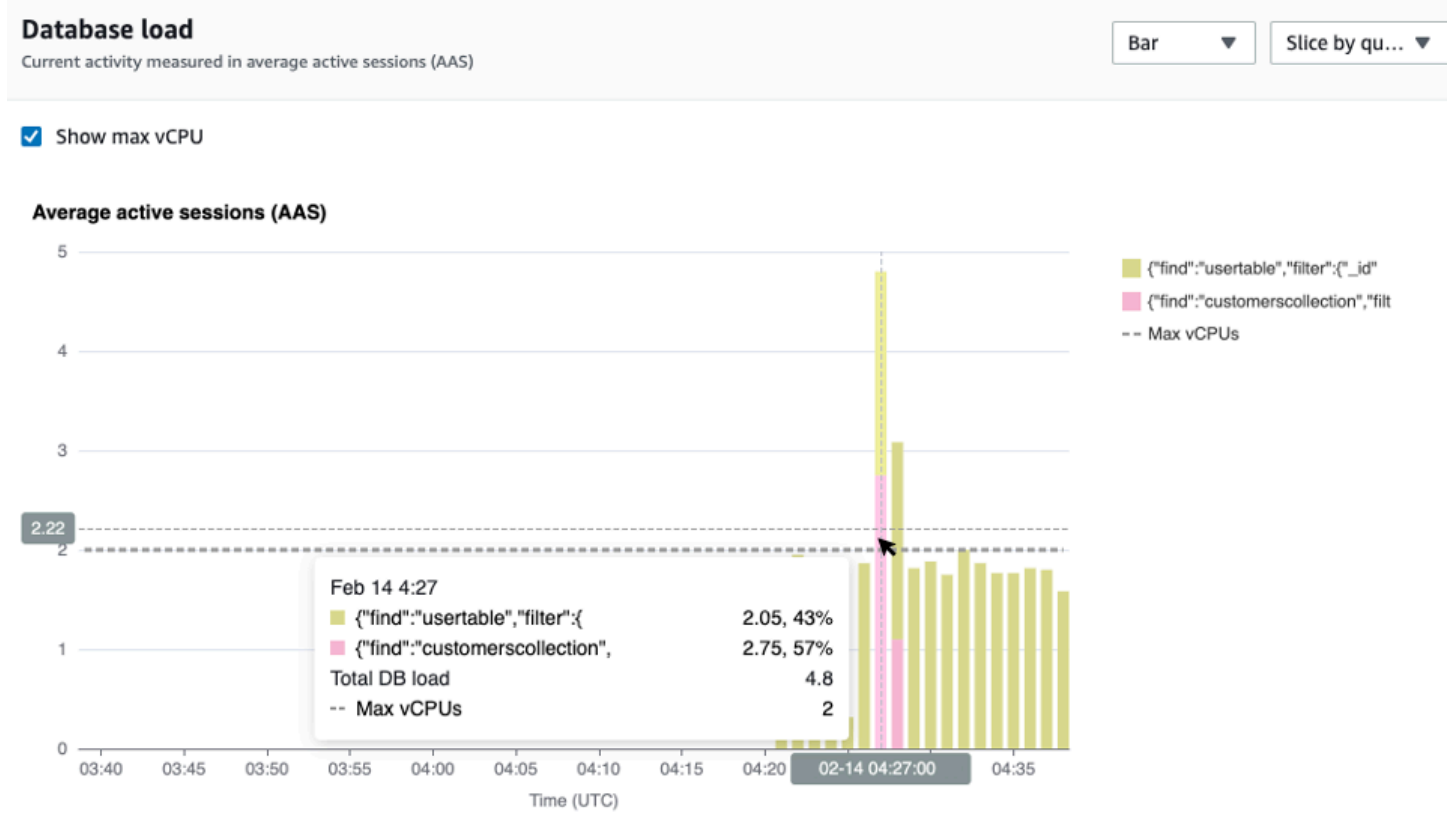 Database load
Current activity measured in average active sessions (AAS)
Bar
Slice by qu...
Show max vCPU
Average active sessions (AAS)
5
4
3
2.22
2
1
0
{"find":"usertable","filter":{"_id"
{"find":"customerscollection","filt
Max vCPUs
Feb 14 4:27
{"find":"usertable","filter":{ 2.05, 43%
{"find":"customerscollection", 2.75, 57%
Total DB load 4.8
Max vCPUs 2
03:40 03:45 03:50 03:55 04:00 04:05 04:10 04:15 04:20 02-14 04:27:00 04:35
Time (UTC)